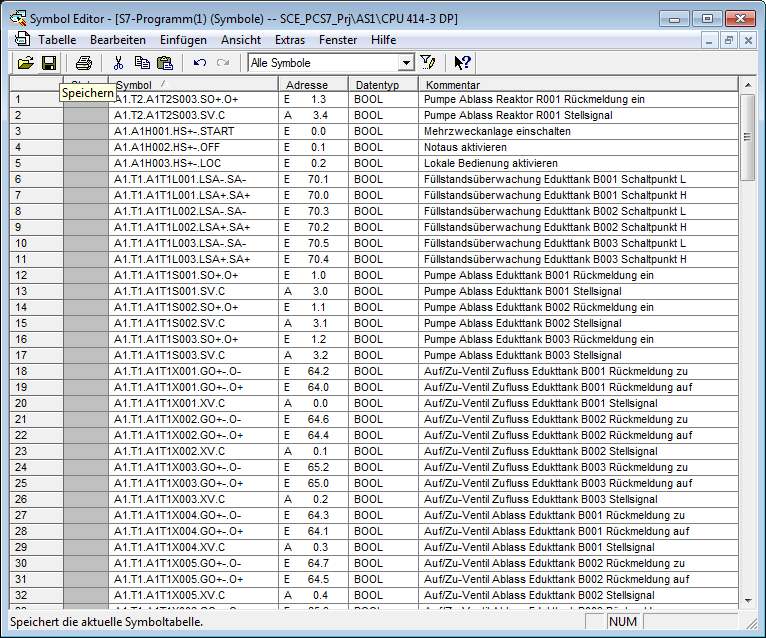 Symbol Editor - [S7-Programm(1) (Symbole) -- SCE_PCS7_Prj\AS1\CPU 414-3 DP]
Tabelle Bearbeiten Einfügen Ansicht Extras Fenster Hilfe
Alle Symbole
Symbol Adresse Datentyp Kommentar
Speichern
1 A1.T2.A1T2S003.SO+.O+ E 1.3 BOOL Pumpe Ablass Reaktor R001 Rückmeldung ein
2 A1.T2.A1T2S003.SV.C A 3.4 BOOL Pumpe Ablass Reaktor R001 Stellsignal
3 A1.A1H001.HS+-.START E 0.0 BOOL Mehrzweckanlage einschalten
4 A1.A1H002.HS+-.OFF E 0.1 BOOL Notaus aktivieren
5 A1.A1H003.HS+-.LOC E 0.2 BOOL Lokale Bedienung aktivieren
6 A1.T1.A1T1L001.LSA-.SA- E 70.1 BOOL Füllstandsüberwachung Edukttank B001 Schaltpunkt L
7 A1.T1.A1T1L001.LSA+.SA+ E 70.0 BOOL Füllstandsüberwachung Edukttank B001 Schaltpunkt H
8 A1.T1.A1T1L002.LSA-.SA- E 70.3 BOOL Füllstandsüberwachung Edukttank B002 Schaltpunkt L
9 A1.T1.A1T1L002.LSA+.SA+ E 70.2 BOOL Füllstandsüberwachung Edukttank B002 Schaltpunkt H
10 A1.T1.A1T1L003.LSA-.SA- E 70.5 BOOL Füllstandsüberwachung Edukttank B003 Schaltpunkt L
11 A1.T1.A1T1L003.LSA+.SA+ E 70.4 BOOL Füllstandsüberwachung Edukttank B003 Schaltpunkt H
12 A1.T1.A1T1S001.SO+.O+ E 1.0 BOOL Pumpe Ablass Edukttank B001 Rückmeldung ein
13 A1.T1.A1T1S001.SV.C A 3.0 BOOL Pumpe Ablass Edukttank B001 Stellsignal
14 A1.T1.A1T1S002.SO+.O+ E 1.1 BOOL Pumpe Ablass Edukttank B002 Rückmeldung ein
15 A1.T1.A1T1S002.SV.C A 3.1 BOOL Pumpe Ablass Edukttank B002 Stellsignal
16 A1.T1.A1T1S003.SO+.O+ E 1.2 BOOL Pumpe Ablass Edukttank B003 Rückmeldung ein
17 A1.T1.A1T1S003.SV.C A 3.2 BOOL Pumpe Ablass Edukttank B003 Stellsignal
18 A1.T1.A1T1X001.GO+-.O- E 64.2 BOOL Auf/Zu-Ventil Zufluss Edukttank B001 Rückmeldung zu
19 A1.T1.A1T1X001.GO+-.O+ E 64.0 BOOL Auf/Zu-Ventil Zufluss Edukttank B001 Rückmeldung auf
20 A1.T1.A1T1X001.XV.C A 0.0 BOOL Auf/Zu-Ventil Zufluss Edukttank B001 Stellsignal
21 A1.T1.A1T1X002.GO+-.O- E 64.6 BOOL Auf/Zu-Ventil Zufluss Edukttank B002 Rückmeldung zu
22 A1.T1.A1T1X002.GO+-.O+ E 64.4 BOOL Auf/Zu-Ventil Zufluss Edukttank B002 Rückmeldung auf
23 A1.T1.A1T1X002.XV.C A 0.1 BOOL Auf/Zu-Ventil Zufluss Edukttank B002 Stellsignal
24 A1.T1.A1T1X003.GO+-.O- E 65.2 BOOL Auf/Zu-Ventil Zufluss Edukttank B003 Rückmeldung zu
25 A1.T1.A1T1X003.GO+-.O+ E 65.0 BOOL Auf/Zu-Ventil Zufluss Edukttank B003 Rückmeldung auf
26 A1.T1.A1T1X003.XV.C A 0.2 BOOL Auf/Zu-Ventil Zufluss Edukttank B003 Stellsignal
27 A1.T1.A1T1X004.GO+-.O- E 64.3 BOOL Auf/Zu-Ventil Ablass Edukttank B001 Rückmeldung zu
28 A1.T1.A1T1X004.GO+-.O+ E 64.1 BOOL Auf/Zu-Ventil Ablass Edukttank B001 Rückmeldung auf
29 A1.T1.A1T1X004.XV.C A 0.3 BOOL Auf/Zu-Ventil Ablass Edukttank B001 Stellsignal
30 A1.T1.A1T1X005.GO+-.O- E 64.7 BOOL Auf/Zu-Ventil Ablass Edukttank B002 Rückmeldung zu
31 A1.T1.A1T1X005.GO+-.O+ E 64.5 BOOL Auf/Zu-Ventil Ablass Edukttank B002 Rückmeldung auf
32 A1.T1.A1T1X005.XV.C A 0.4 BOOL Auf/Zu-Ventil Ablass Edukttank B002 Stellsignal
Speichert die aktuelle Symboltabelle. NUM